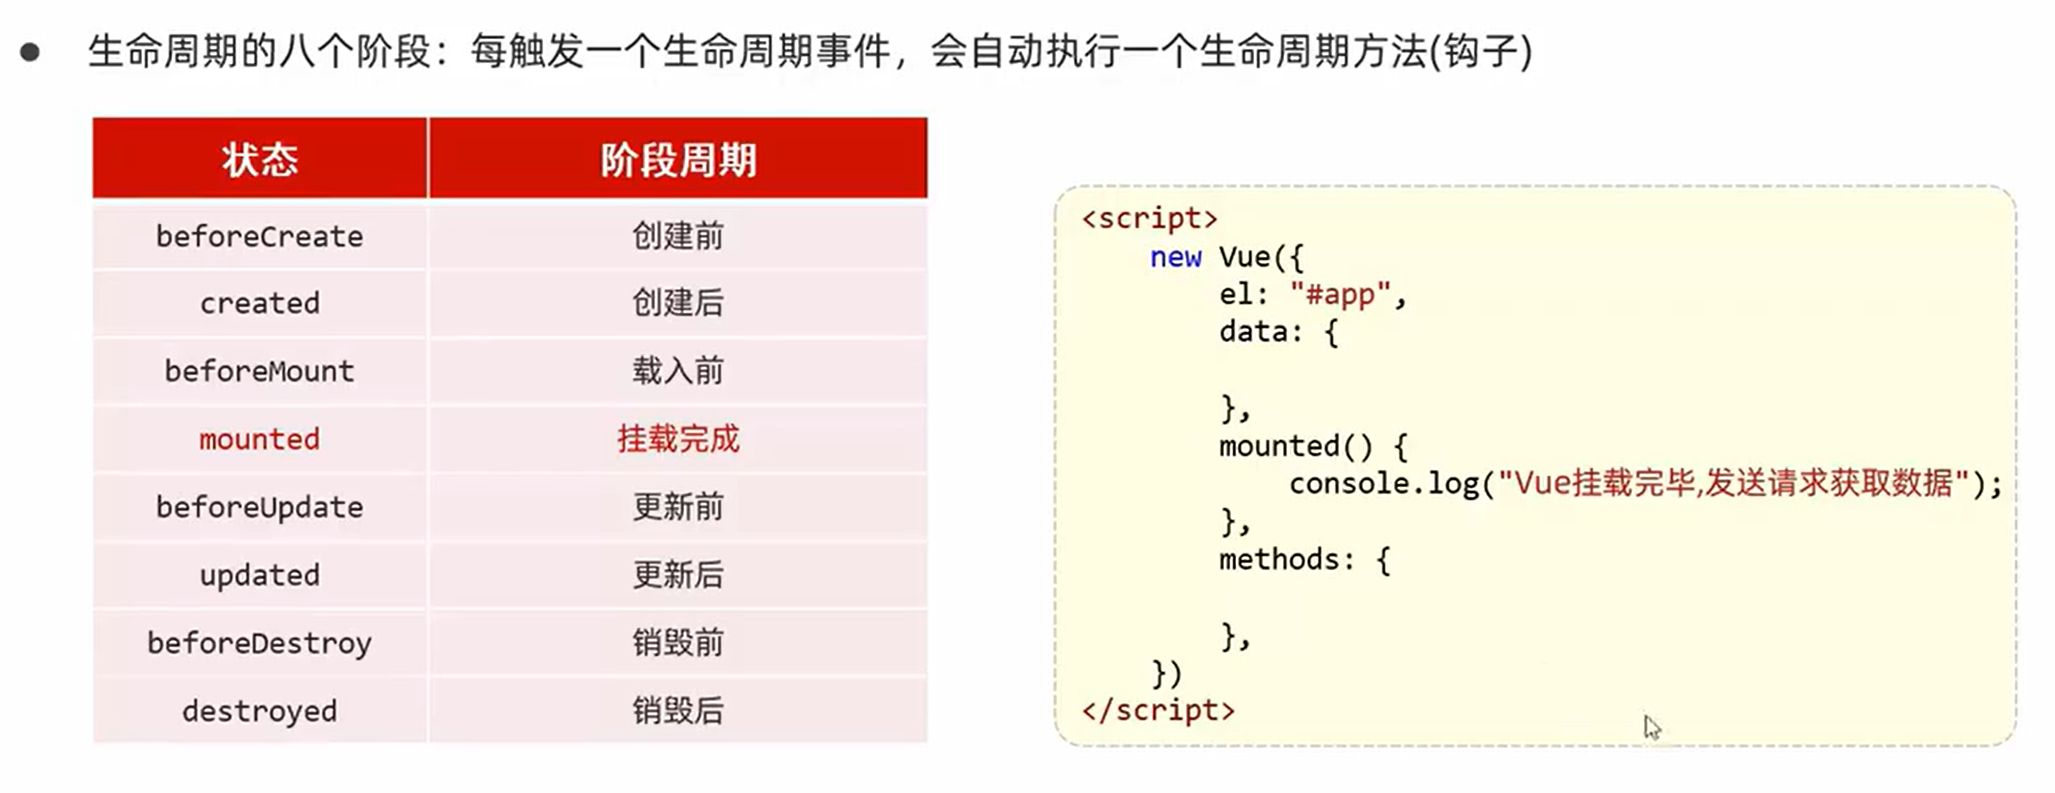 ● 生命周期的八个阶段：每触发一个生命周期事件，会自动执行一个生命周期方法(钩子)
状态 阶段周期
beforeCreate 创建前
created 创建后
beforeMount 载入前
mounted 挂载完成
beforeUpdate 更新前
updated 更新后
beforeDestroy 销毁前
destroyed 销毁后
<script>
    new Vue({
        el: "#app",
        data: {

        },
        mounted() {
            console.log("Vue挂载完毕,发送请求获取数据");
        },
        methods: {

        },
    })
</script>